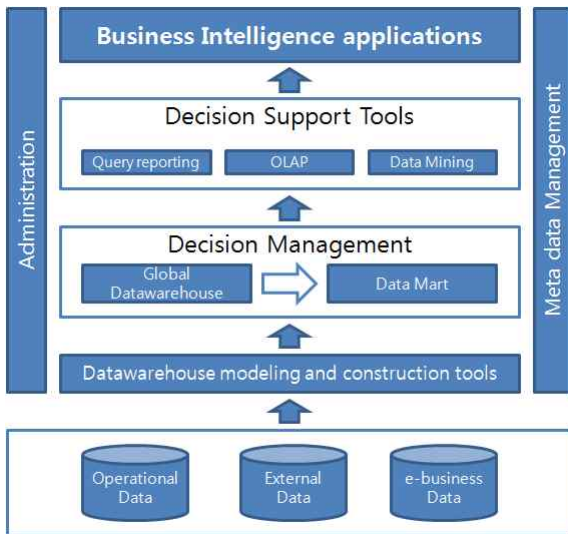 Business Intelligence applications
Administration
Meta data Management
Decision Support Tools
Query reporting
OLAP
Data Mining
Decision Management
Global
Datawarehouse
Data Mart
Datawarehouse modeling and construction tools
Operational
Data
External
Data
e-business
Data